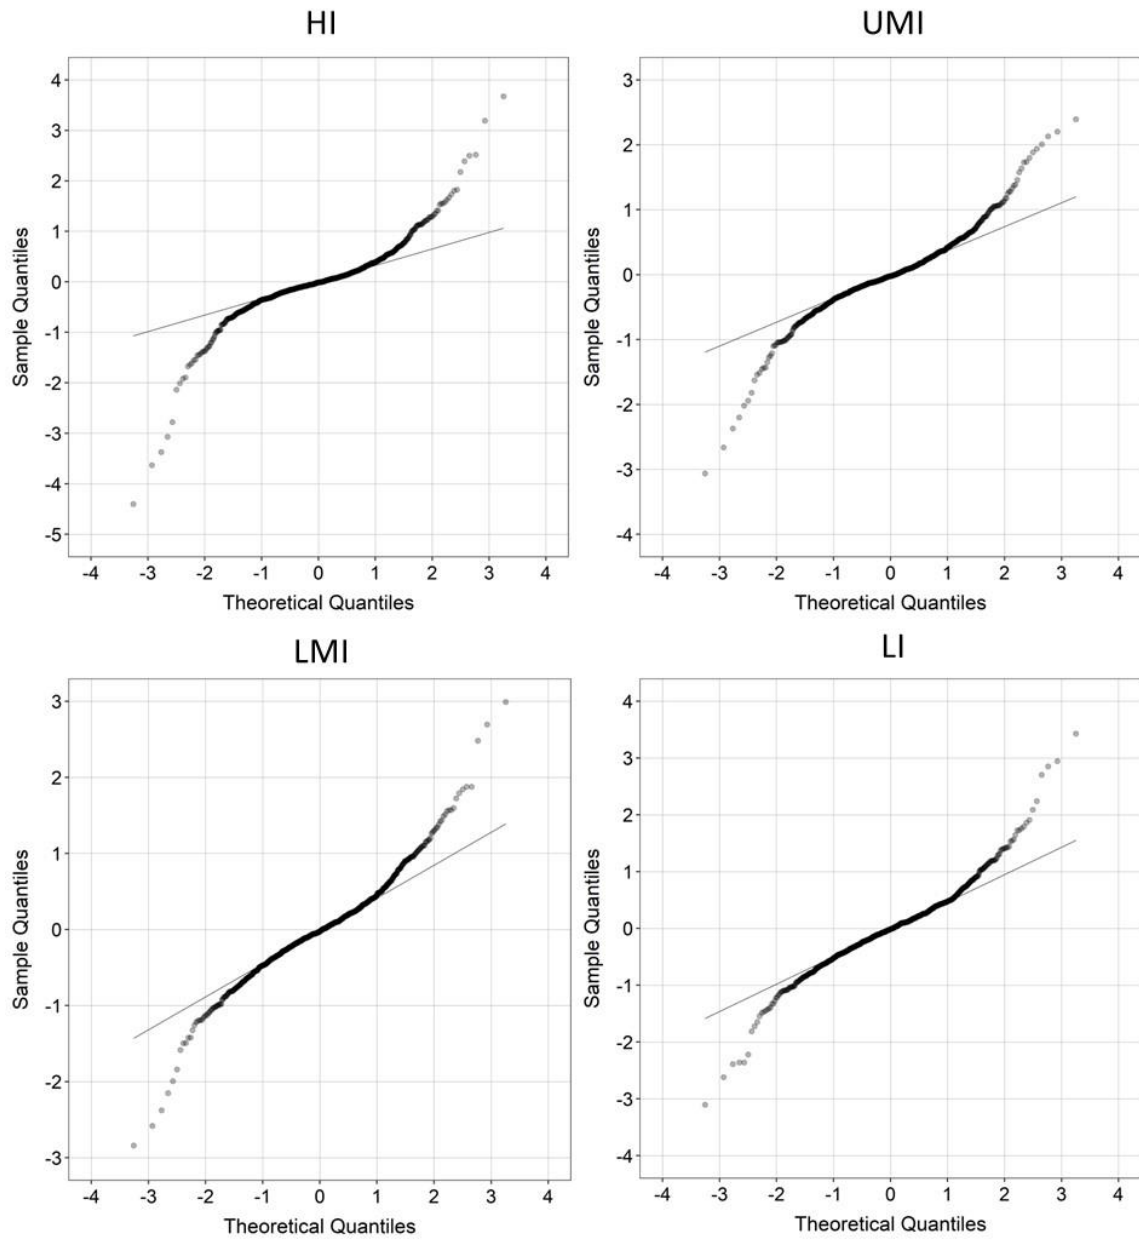 HI
4
3
2
1
0
-1
-2
-3
-4
-5
Sample Quantiles
-4 -3 -2 -1 0 1 2 3 4
Theoretical Quantiles
UMI
3
2
1
0
-1
-2
-3
-4
Sample Quantiles
-4 -3 -2 -1 0 1 2 3 4
Theoretical Quantiles
LMI
3
2
1
0
-1
-2
-3
Sample Quantiles
-4 -3 -2 -1 0 1 2 3 4
Theoretical Quantiles
LI
4
3
2
1
0
-1
-2
-3
-4
Sample Quantiles
-4 -3 -2 -1 0 1 2 3 4
Theoretical Quantiles